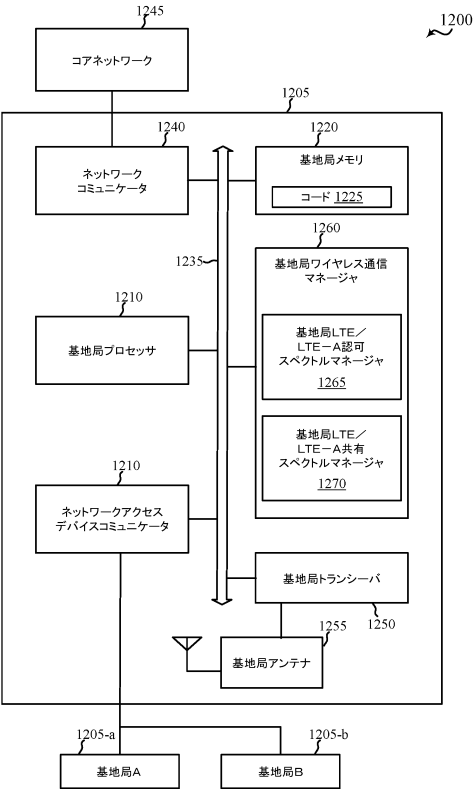 1245
1200
コアネットワーク
1205
1240
1220
ネットワーク
コミュニケータ
基地局メモリ
コード 1225
1235
1260
基地局ワイヤレス通信
マネージャ
1210
基地局プロセッサ
基地局LTE/
LTE-A認可
スペクトルマネージャ
1265
基地局LTE/
LTE-A共有
スペクトルマネージャ
1270
1210
ネットワークアクセス
デバイスコミュニケータ
基地局トランシーバ
1250
1255
基地局アンテナ
1205-a
1205-b
基地局A
基地局B